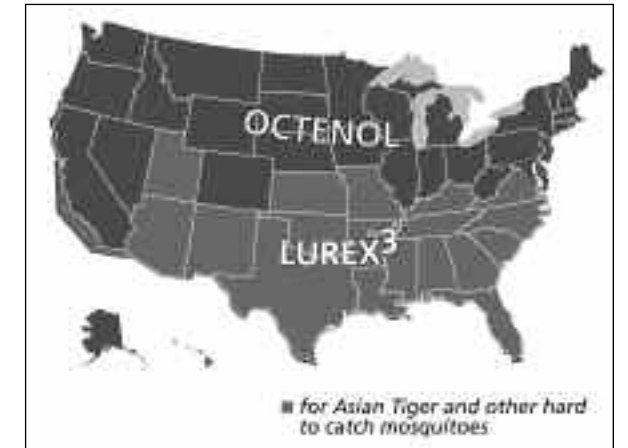 OCTENOL
LUREX³
for Asian Tiger and other hard
to catch mosquitoes